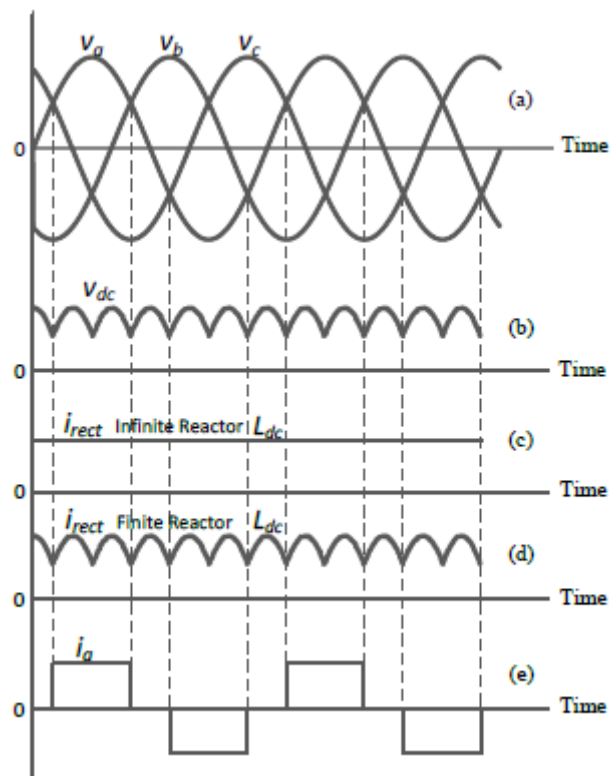 v_a v_b v_c
(a)
0 Time
v_dc
(b)
0 Time
i_rect Infinite Reactor L_dc
(c)
0 Time
i_rect Finite Reactor L_dc
(d)
0 Time
i_a
(e)
0 Time